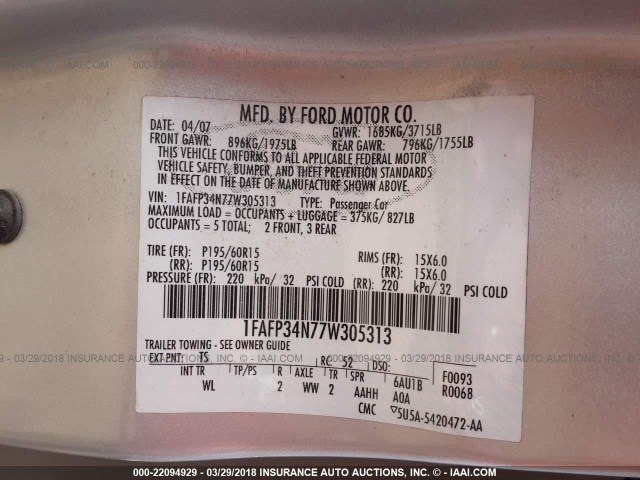 000-22094929 - 03/29/2018 INSURANCE AUTO AUCTIONS, INC. - © IAAI.COM
MFD. BY FORD MOTOR CO.
DATE: 04/07 GVWR: 1685KG/3715LB
FRONT GAWR: 896KG/1975LB REAR GAWR: 796KG/1755LB
THIS VEHICLE CONFORMS TO ALL APPLICABLE FEDERAL MOTOR
VEHICLE SAFETY, BUMPER, AND THEFT PREVENTION STANDARDS
IN EFFECT ON THE DATE OF MANUFACTURE SHOWN ABOVE.
VIN: 1FAFP34N77W305313 TYPE: Passenger Car
MAXIMUM LOAD = OCCUPANTS + LUGGAGE = 375KG/ 827LB
OCCUPANTS = 5 TOTAL; 2 FRONT, 3 REAR
TIRE (FR): P195/60R15 RIMS (FR): 15X6.0
(RR): P195/60R15 (RR): 15X6.0
PRESSURE (FR): 220 kPa/ 32 PSI COLD (RR): 220 kPa/ 32 PSI COLD
1FAFP34N77W305313
TRAILER TOWING - SEE OWNER GUIDE
EXT PNT: TS RC: 52 DSO: F0093
INT TR TP/PS R AXLE TR SPR 6AU1B R0068
WL 2 WW 2 AAHH A0A
CMC 5U5A-5420472-AA
IAAI.COM 000-22094929 - 03/29/2018 INSURANCE AUTO AUCTIONS, INC. - © IAAI.COM 000-22
000-22094929 - 03/29/2018 INSURANCE AUTO AUCTIONS, INC. - © IAAI.COM